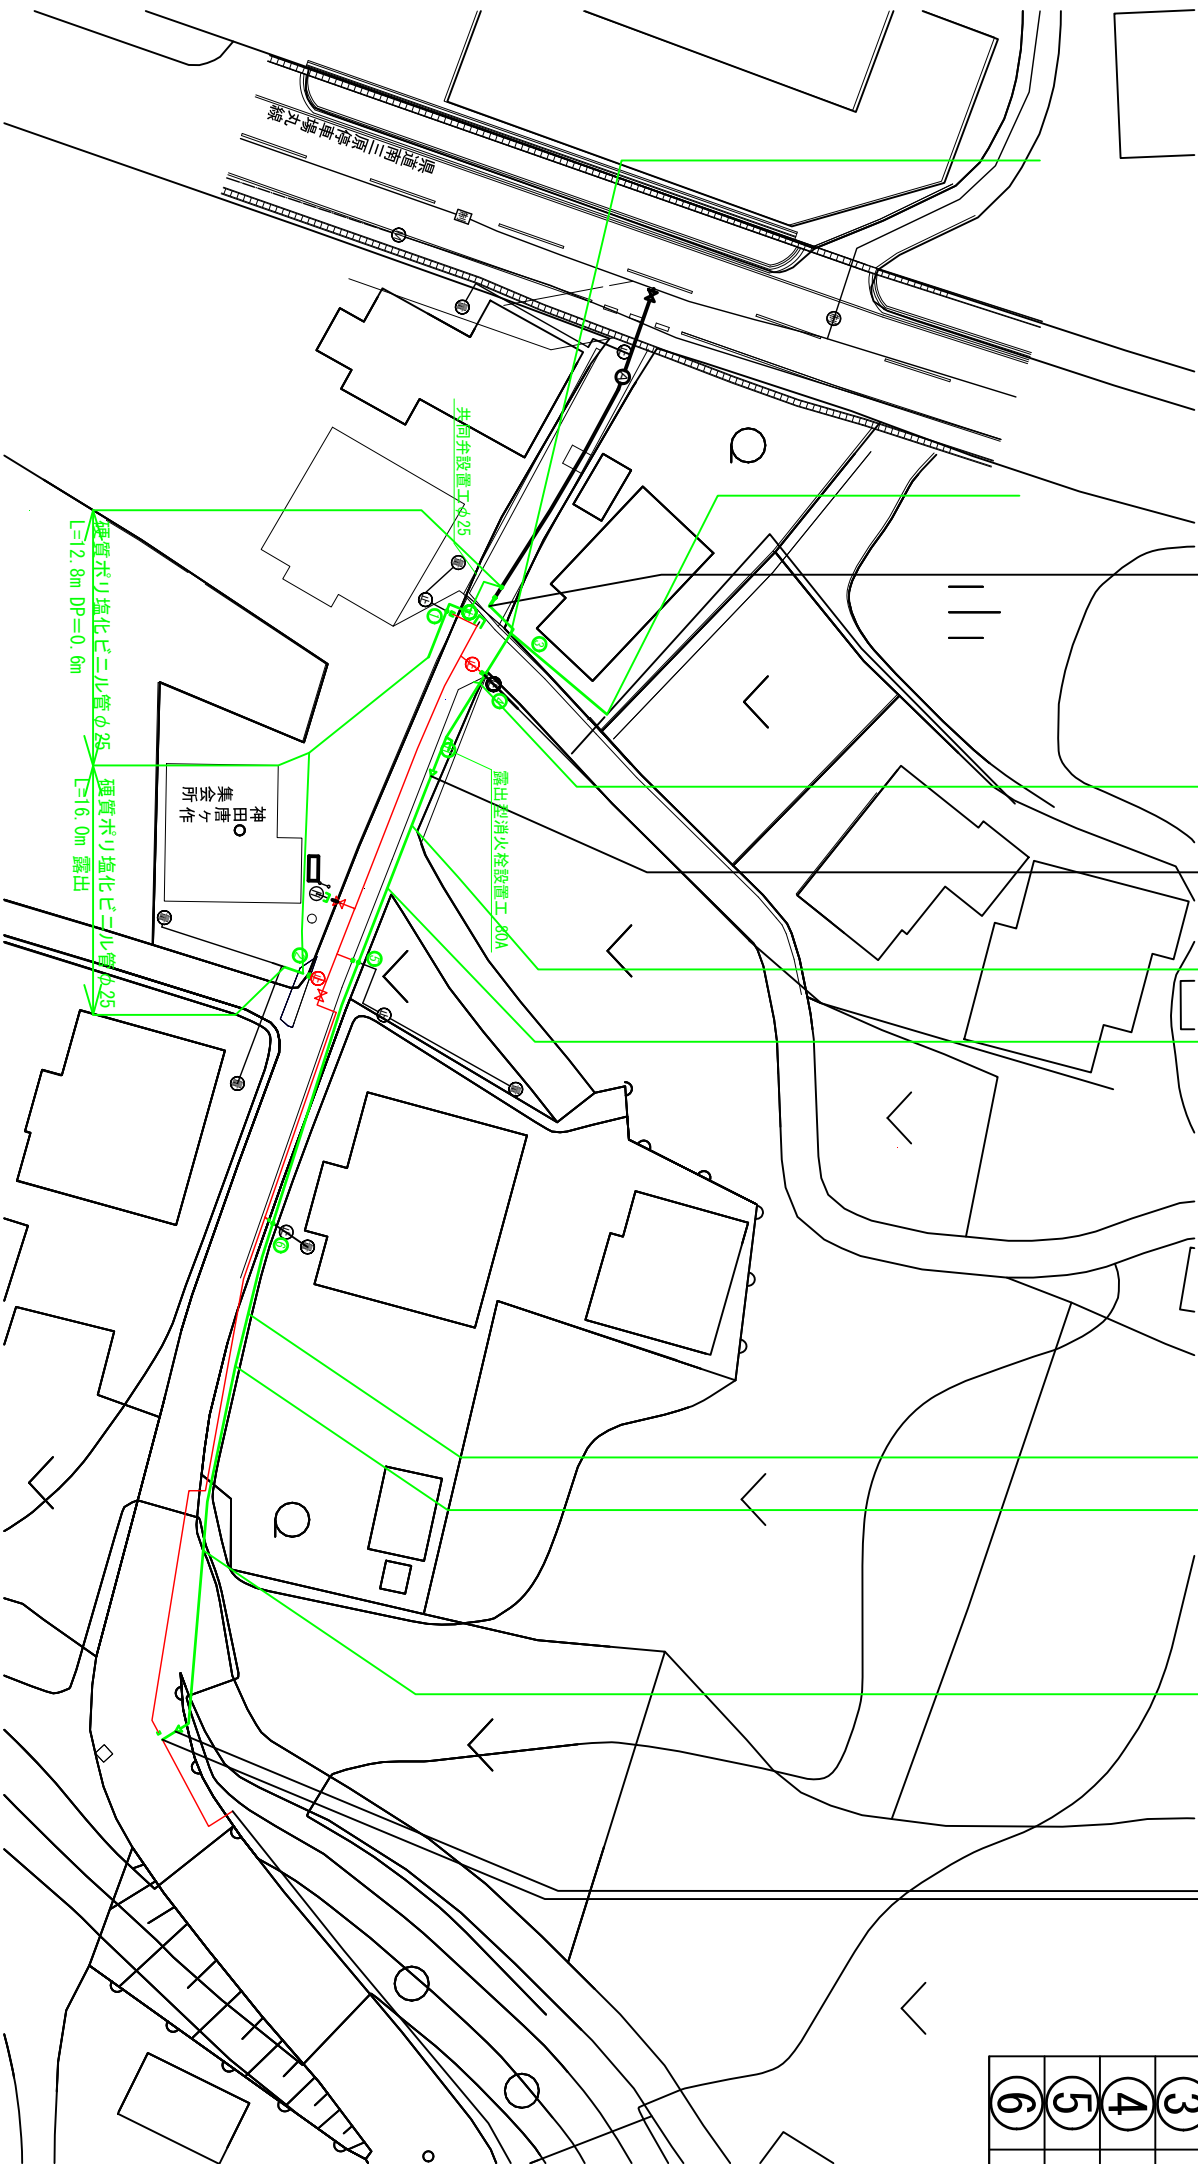 県道南三原停車場丸線
共同弁設置工φ25
硬質ポリ塩化ビニル管φ25
L=12.8m DP=0.6m
硬質ポリ塩化ビニル管φ25
L=16.0m 露出
露出型消火栓設置工 80A
神田唐ケ作
集会所
3
4
5
6